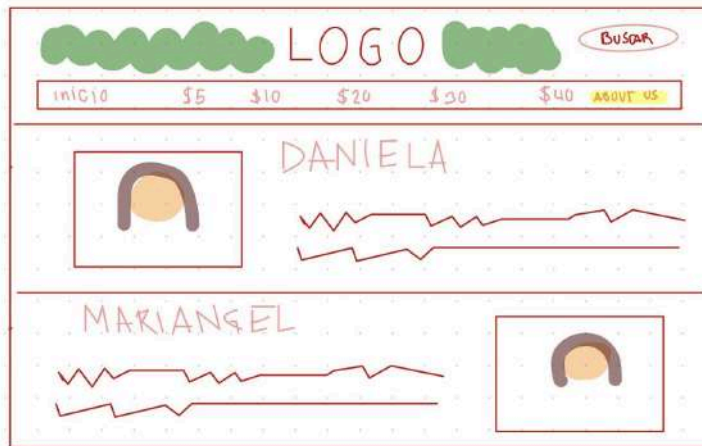 LOGO
BUSCAR
inicio $5 $10 $20 $30 $40 ABOUT US
DANIELA
MARIANGEL